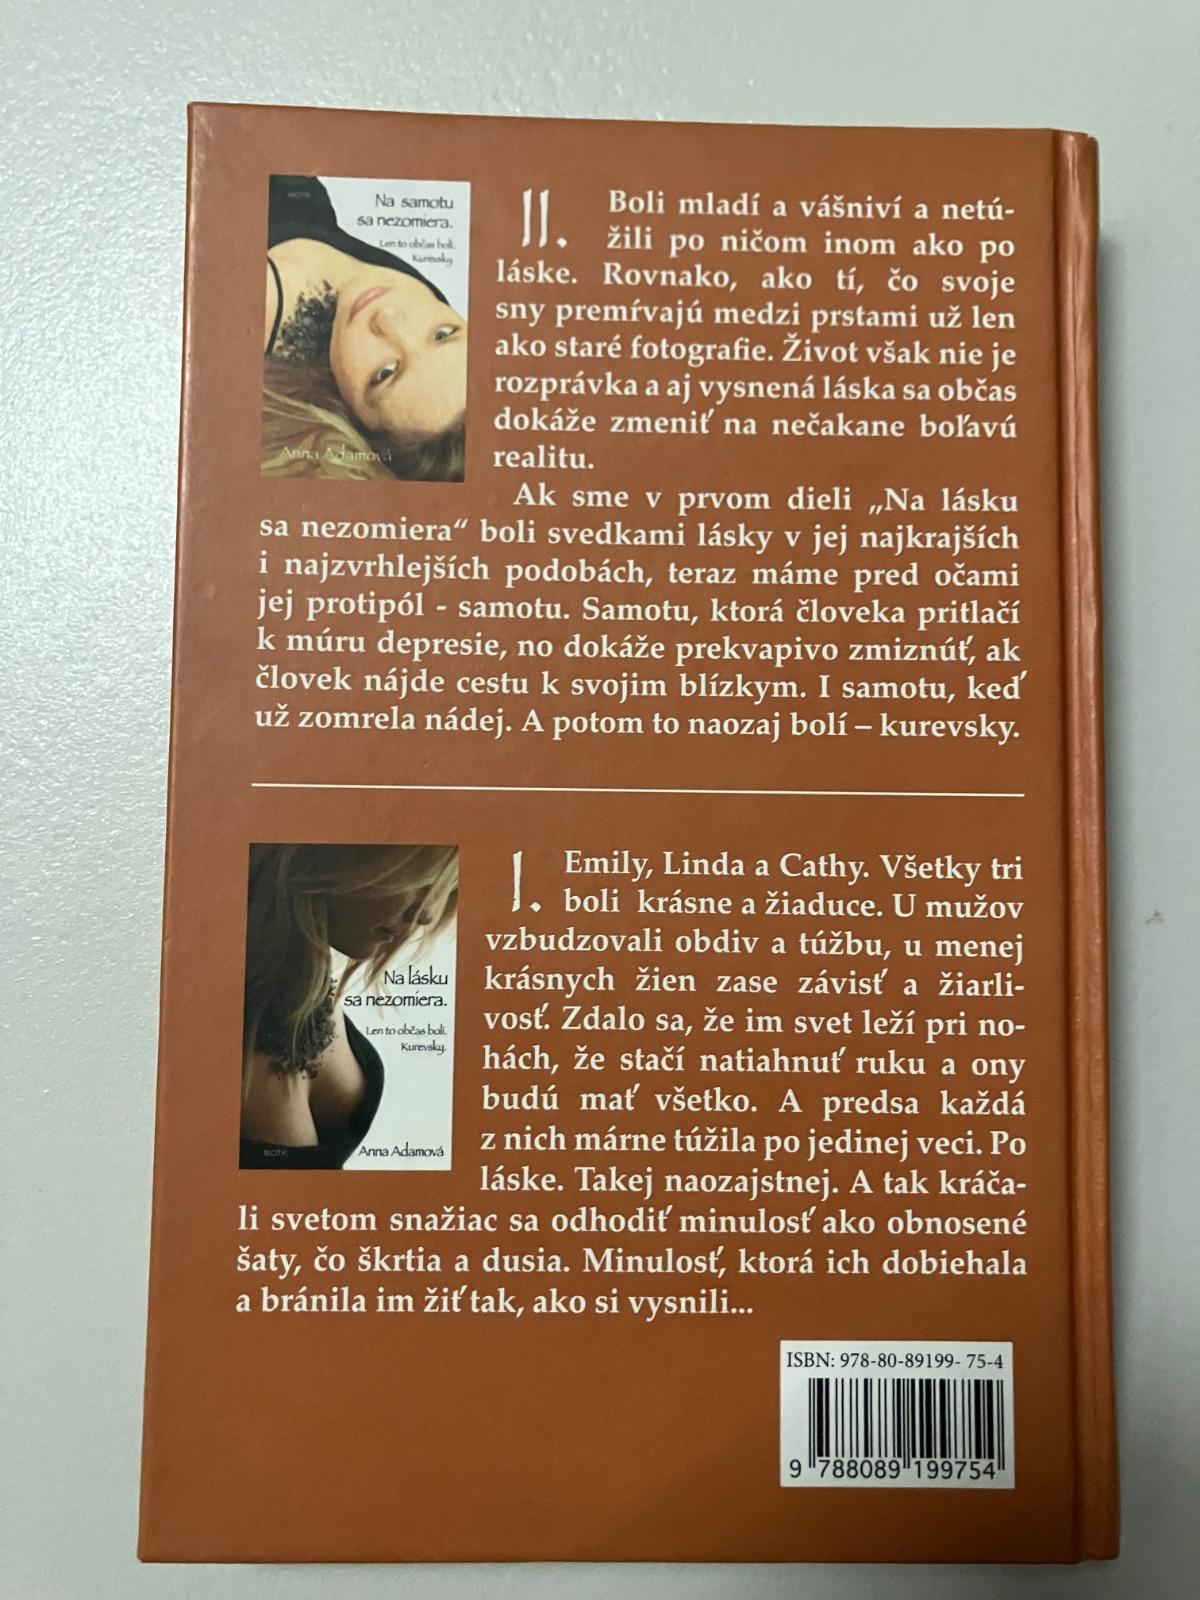 MOTÝĽ
Na samotu
sa nezomiera.
Len to občas bolí.
Kurevsky.
Anna Adamová
II.
Boli mladí a vášniví a netú-
žili po ničom inom ako po
láske. Rovnako, ako tí, čo svoje
sny premŕvajú medzi prstami už len
ako staré fotografie. Život však nie je
rozprávka a aj vysnená láska sa občas
dokáže zmeniť na nečakane boľavú
realitu.
Ak sme v prvom dieli „Na lásku
sa nezomiera“ boli svedkami lásky v jej najkrajších
i najzvrhlejších podobách, teraz máme pred očami
jej protipól - samotu. Samotu, ktorá človeka pritlačí
k múru depresie, no dokáže prekvapivo zmiznúť, ak
človek nájde cestu k svojim blízkym. I samotu, keď
už zomrela nádej. A potom to naozaj bolí – kurevsky.
Na lásku
sa nezomiera.
Len to občas bolí.
Kurevsky.
MOTÝĽ
Anna Adamová
I.
Emily, Linda a Cathy. Všetky tri
boli krásne a žiaduce. U mužov
vzbudzovali obdiv a túžbu, u menej
krásnych žien zase závisť a žiarli-
vosť. Zdalo sa, že im svet leží pri no-
hách, že stačí natiahnuť ruku a ony
budú mať všetko. A predsa každá
z nich márne túžila po jedinej veci. Po
láske. Takej naozajstnej. A tak kráča-
li svetom snažiac sa odhodiť minulosť ako obnosené
šaty, čo škrtia a dusia. Minulosť, ktorá ich dobiehala
a bránila im žiť tak, ako si vysnili...
ISBN: 978-80-89199- 75-4
9 788089 199754